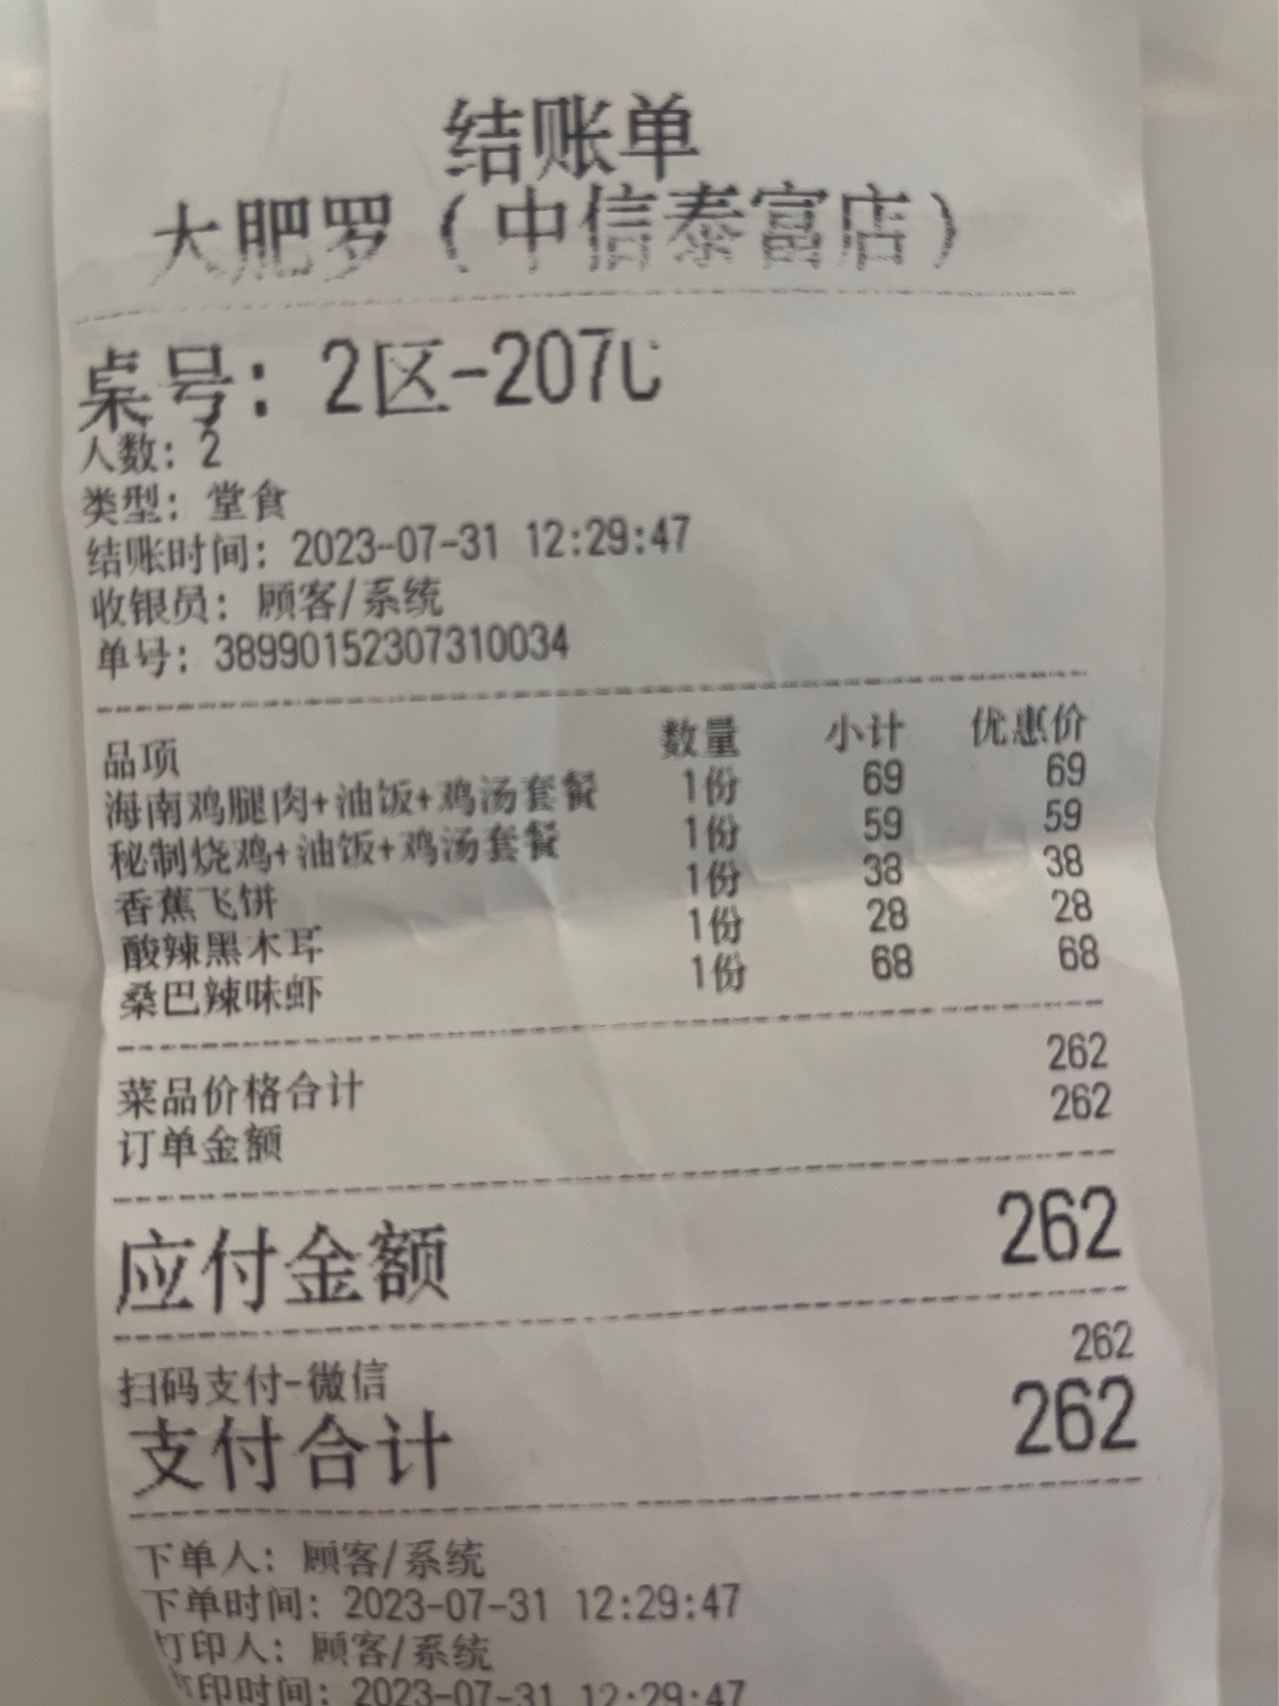 结账单
大肥罗（中信泰富店）
桌号：2区-207C
人数：2
类型：堂食
结账时间：2023-07-31 12:29:47
收银员：顾客/系统
单号：38990152307310034
品项 数量 小计 优惠价
海南鸡腿肉+油饭+鸡汤套餐 1份 69 69
秘制烧鸡+油饭+鸡汤套餐 1份 59 59
香蕉飞饼 1份 38 38
酸辣黑木耳 1份 28 28
桑巴辣味虾 1份 68 68
菜品价格合计 262
订单金额 262
应付金额 262
扫码支付-微信 262
支付合计 262
下单人：顾客/系统
下单时间：2023-07-31 12:29:47
打印人：顾客/系统
打印时间：2023-07-31 12:29:47